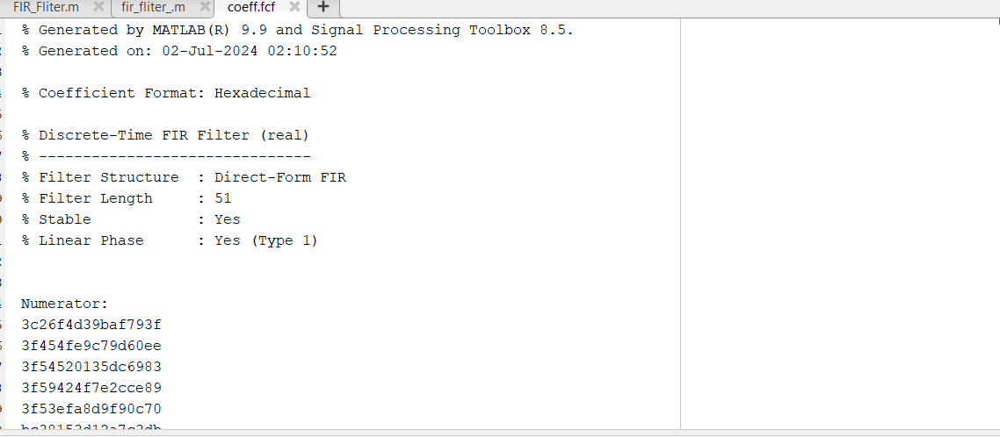 FIR_Fliter.m fir_fliter_.m coeff.fcf
% Generated by MATLAB(R) 9.9 and Signal Processing Toolbox 8.5.
% Generated on: 02-Jul-2024 02:10:52
% Coefficient Format: Hexadecimal
% Discrete-Time FIR Filter (real)
% -------------------------------
% Filter Structure  : Direct-Form FIR
% Filter Length     : 51
% Stable            : Yes
% Linear Phase      : Yes (Type 1)
Numerator:
3c26f4d39baf793f
3f454fe9c79d60ee
3f54520135dc6983
3f59424f7e2cce89
3f53efa8d9f90c70